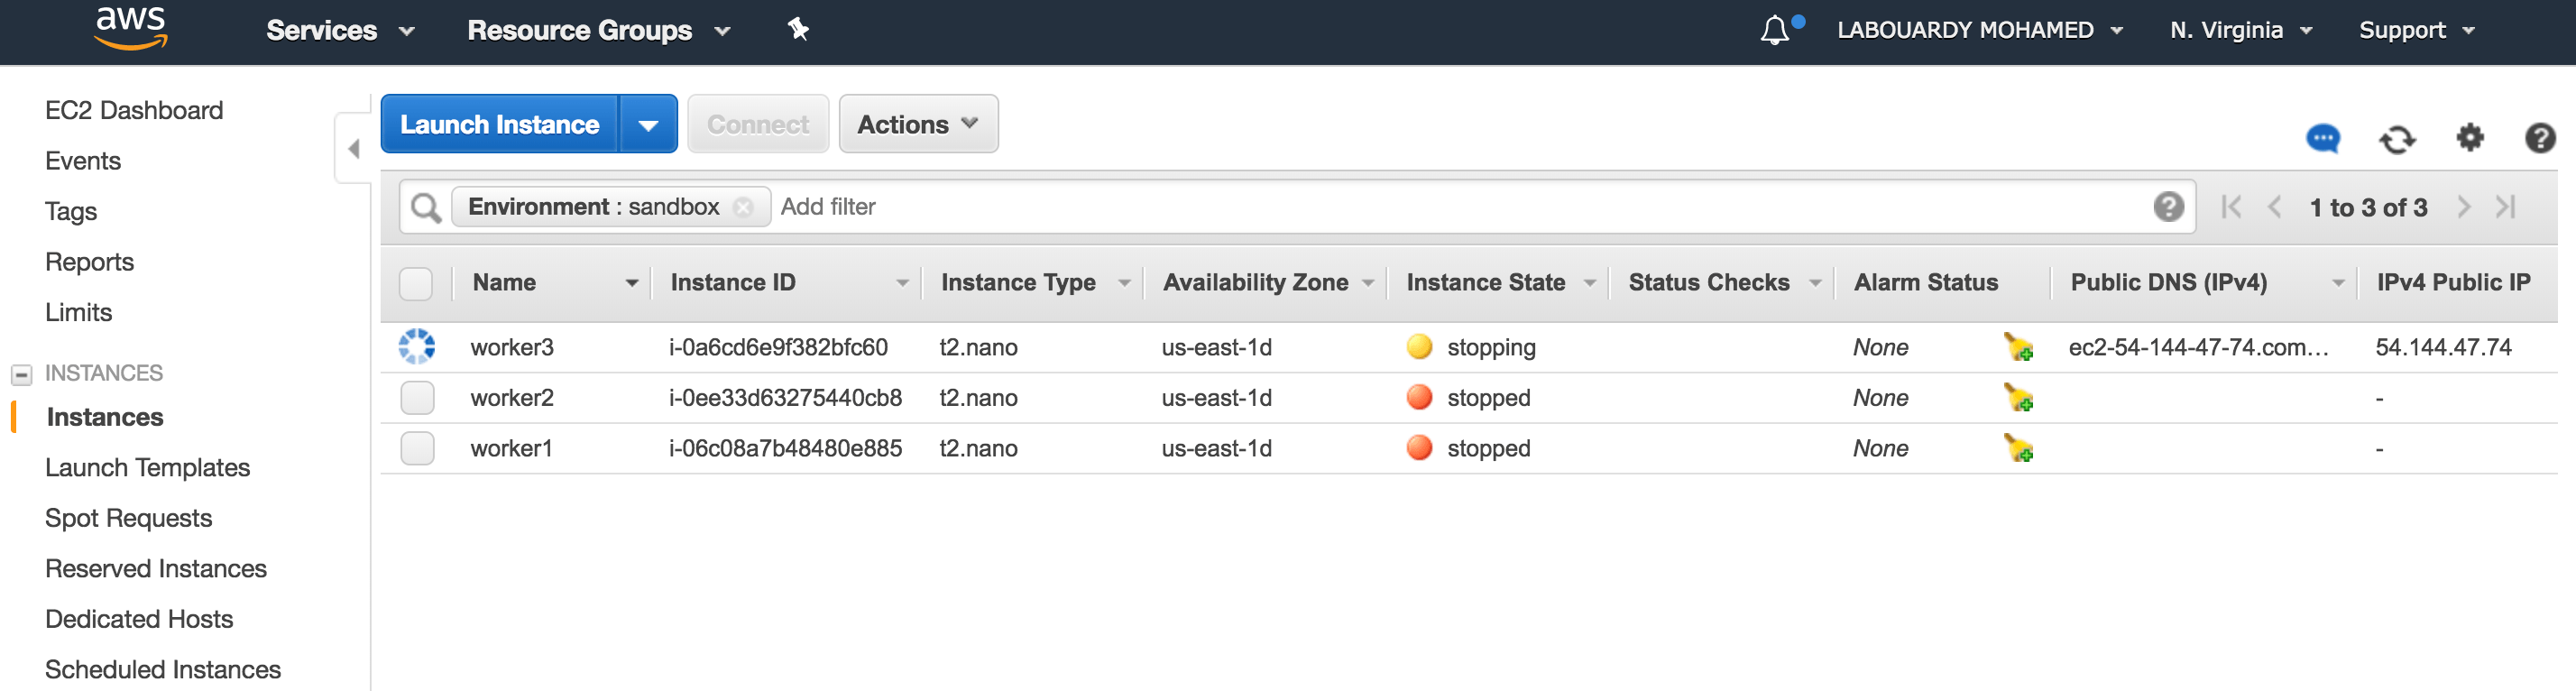 aws Services Resource Groups LABOUARDY MOHAMED N. Virginia Support
EC2 Dashboard
Events
Tags
Reports
Limits
INSTANCES
Instances
Launch Templates
Spot Requests
Reserved Instances
Dedicated Hosts
Scheduled Instances
Launch Instance Connect Actions
Environment : sandbox Add filter 1 to 3 of 3
Name Instance ID Instance Type Availability Zone Instance State Status Checks Alarm Status Public DNS (IPv4) IPv4 Public IP
worker3 i-0a6cd6e9f382bfc60 t2.nano us-east-1d stopping None ec2-54-144-47-74.com... 54.144.47.74
worker2 i-0ee33d63275440cb8 t2.nano us-east-1d stopped None -
worker1 i-06c08a7b48480e885 t2.nano us-east-1d stopped None -